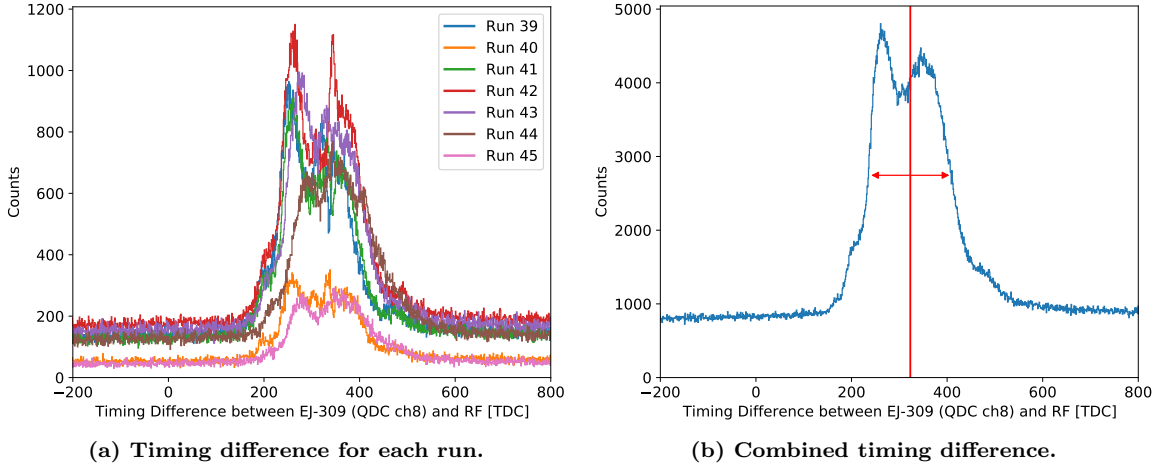 1200
1000
800
600
400
200
0
Counts
Run 39
Run 40
Run 41
Run 42
Run 43
Run 44
Run 45
−200 0 200 400 600 800
Timing Difference between EJ-309 (QDC ch8) and RF [TDC]
(a) Timing difference for each run.
5000
4000
3000
2000
1000
0
Counts
−200 0 200 400 600 800
Timing Difference between EJ-309 (QDC ch8) and RF [TDC]
(b) Combined timing difference.